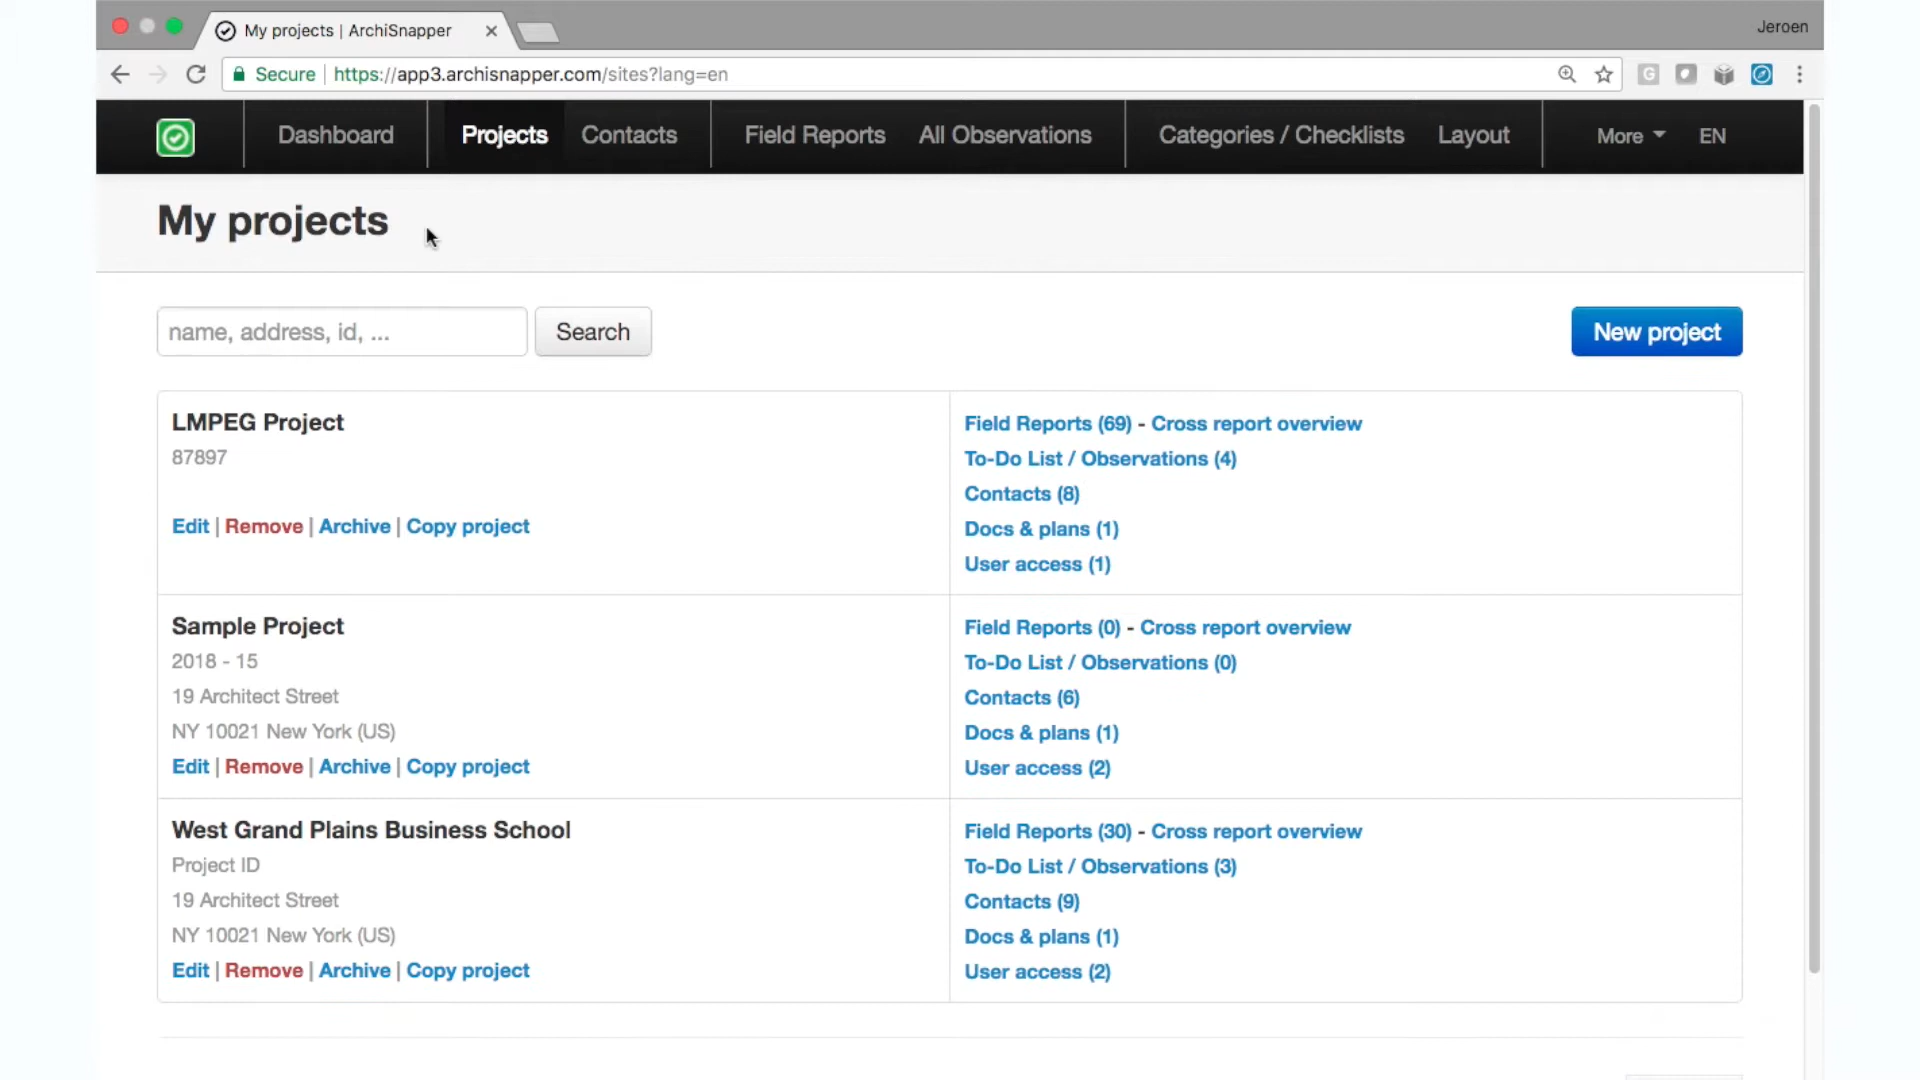 My projects | ArchiSnapper
Jeroen
Secure https://app3.archisnapper.com/sites?lang=en
Dashboard Projects Contacts Field Reports All Observations Categories / Checklists Layout More EN
My projects
name, address, id, ... Search New project
LMPEG Project
87897
Edit | Remove | Archive | Copy project
Field Reports (69) - Cross report overview
To-Do List / Observations (4)
Contacts (8)
Docs & plans (1)
User access (1)
Sample Project
2018 - 15
19 Architect Street
NY 10021 New York (US)
Edit | Remove | Archive | Copy project
Field Reports (0) - Cross report overview
To-Do List / Observations (0)
Contacts (6)
Docs & plans (1)
User access (2)
West Grand Plains Business School
Project ID
19 Architect Street
NY 10021 New York (US)
Edit | Remove | Archive | Copy project
Field Reports (30) - Cross report overview
To-Do List / Observations (3)
Contacts (9)
Docs & plans (1)
User access (2)